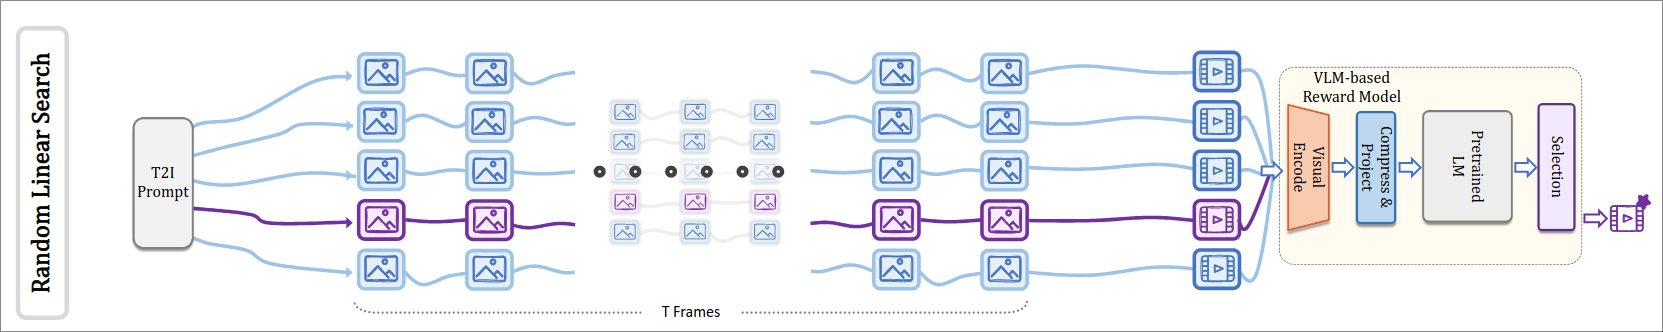 Random Linear Search
T2I
Prompt
T Frames
VLM-based
Reward Model
Visual
Encode
Compress &
Project
Pretrained
LM
Selection